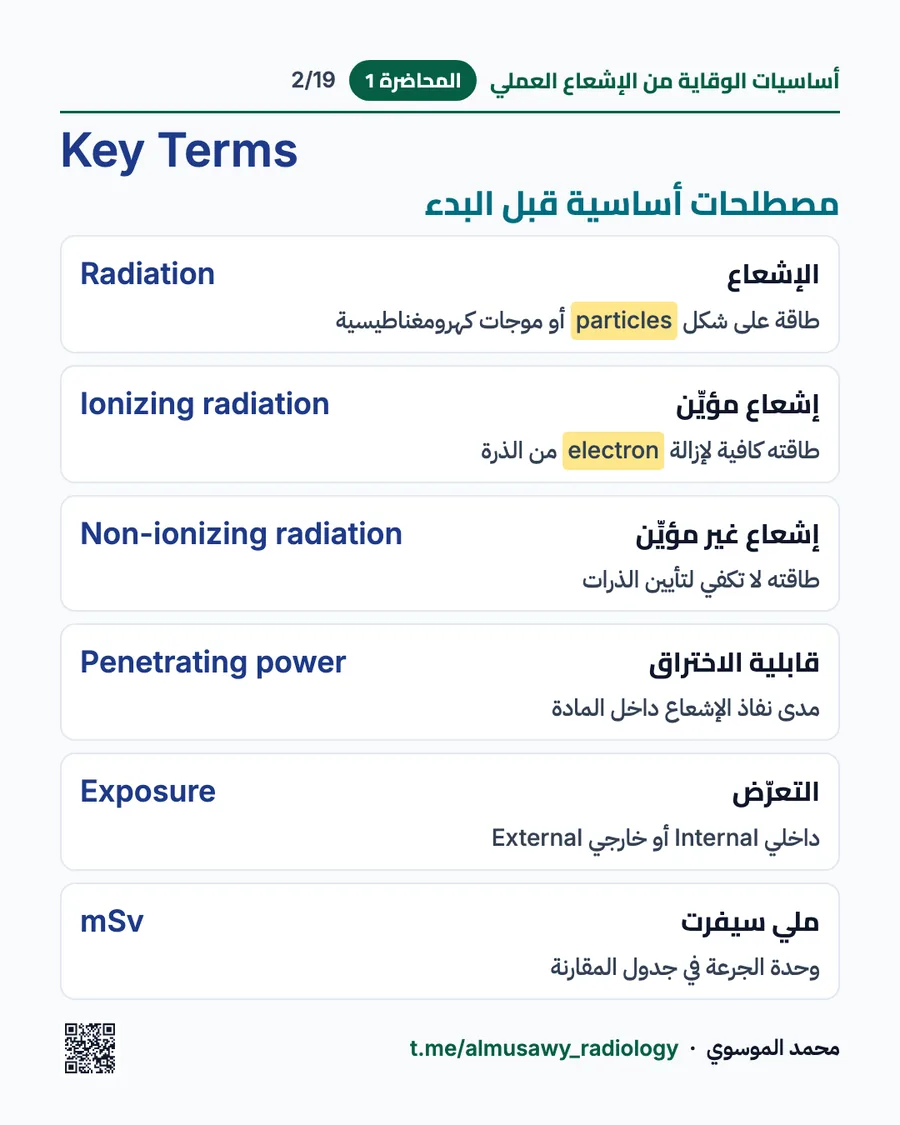 أساسيات الوقاية من الإشعاع العملي المحاضرة 1 2/19
Key Terms
مصطلحات أساسية قبل البدء
Radiation الإشعاع
طاقة على شكل particles أو موجات كهرومغناطيسية
Ionizing radiation إشعاع مؤيِّن
طاقته كافية لإزالة electron من الذرة
Non-ionizing radiation إشعاع غير مؤيِّن
طاقته لا تكفي لتأيين الذرات
Penetrating power قابلية الاختراق
مدى نفاذ الإشعاع داخل المادة
Exposure التعرّض
داخلي Internal أو خارجي External
mSv ملي سيفرت
وحدة الجرعة في جدول المقارنة
محمد الموسوي · t.me/almusawy_radiology